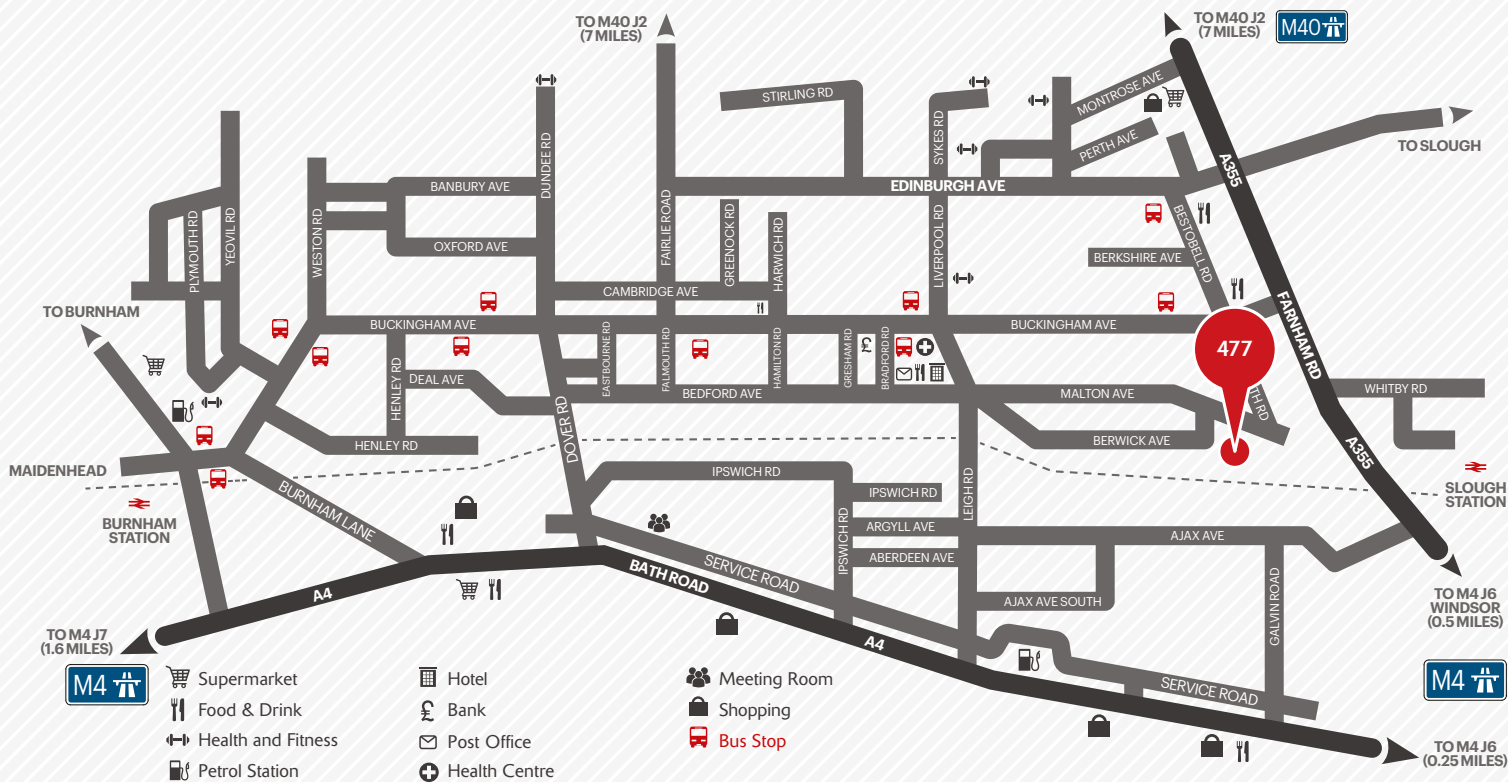 TO M40 J2
(7 MILES)
TO M40 J2
(7 MILES)
M40
STIRLING RD
MONTROSE AVE
PERTH AVE
SYKES RD
A355
TO SLOUGH
DUNDEE RD
BANBURY AVE
EDINBURGH AVE
PLYMOUTH RD
YEOVIL RD
WESTON RD
OXFORD AVE
FAIRLIE ROAD
GREENOCK RD
HARWICH RD
LIVERPOOL RD
BESTOBELL RD
BERKSHIRE AVE
CAMBRIDGE AVE
TO BURNHAM
BUCKINGHAM AVE
BUCKINGHAM AVE
FARNHAM RD
477
HENLEY RD
DEAL AVE
EASTBOURNE RD
FALMOUTH RD
HAMILTON RD
GRESHAM RD
BRADFORD RD
BEDFORD AVE
MALTON AVE
TH RD
WHITBY RD
HENLEY RD
DOVER RD
BERWICK AVE
A355
MAIDENHEAD
BURNHAM
STATION
BURNHAM LANE
IPSWICH RD
IPSWICH RD
IPSWICH RD
LEIGH RD
SLOUGH
STATION
ARGYLL AVE
ABERDEEN AVE
AJAX AVE
AJAX AVE SOUTH
GALVIN ROAD
SERVICE ROAD
BATH ROAD
A4
A4
TO M4 J6
WINDSOR
(0.5 MILES)
TO M4 J7
(1.6 MILES)
M4
M4
SERVICE ROAD
TO M4 J6
(0.25 MILES)
Supermarket
Food & Drink
Health and Fitness
Petrol Station
Hotel
£ Bank
Post Office
Health Centre
Meeting Room
Shopping
Bus Stop